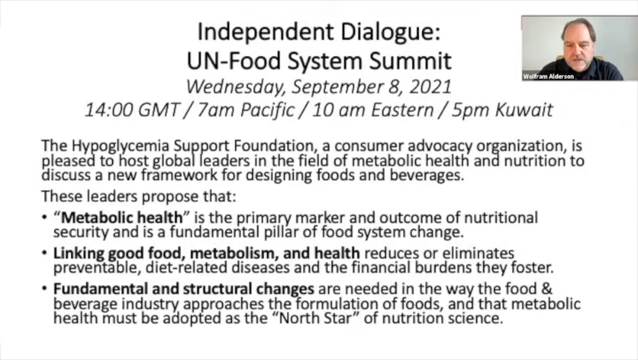 Independent Dialogue:
UN-Food System Summit
Wednesday, September 8, 2021
14:00 GMT / 7am Pacific / 10 am Eastern / 5pm Kuwait
Wolfram Alderson
The Hypoglycemia Support Foundation, a consumer advocacy organization, is
pleased to host global leaders in the field of metabolic health and nutrition to
discuss a new framework for designing foods and beverages.
These leaders propose that:
• “Metabolic health” is the primary marker and outcome of nutritional
security and is a fundamental pillar of food system change.
• Linking good food, metabolism, and health reduces or eliminates
preventable, diet-related diseases and the financial burdens they foster.
• Fundamental and structural changes are needed in the way the food &
beverage industry approaches the formulation of foods, and that metabolic
health must be adopted as the “North Star” of nutrition science.